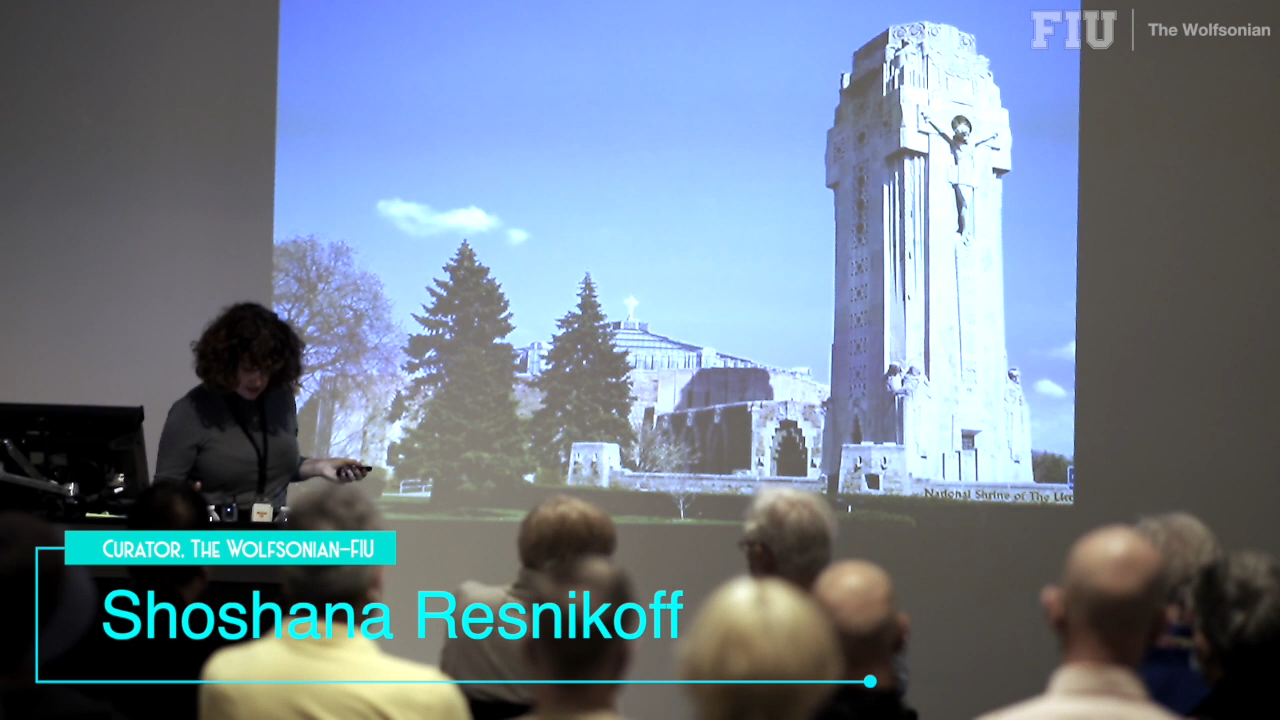 FIU | The Wolfsonian
National Shrine of The
CURATOR, THE WOLFSONIAN–FIU
Shoshana Resnikoff